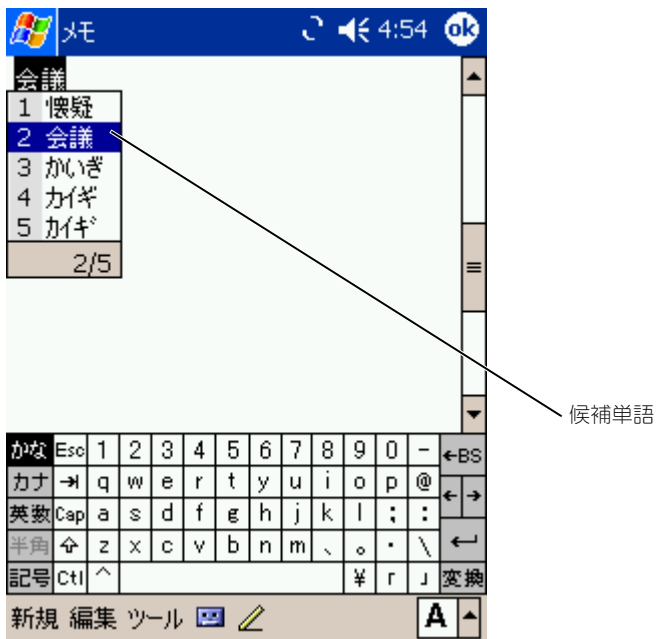 メモ 4:54 ok
会議
1 懐疑
2 会議
3 かいぎ
4 カイギ
5 ｶｲｷﾞ
2/5
候補単語
かな Esc 1 2 3 4 5 6 7 8 9 0 - ←BS
カナ →| q w e r t y u i o p @ ← →
英数 Cap a s d f g h j k l ; :
半角 ⇧ z x c v b n m 、 。 ・ \ ↵
記号 Ctl ^ ¥ 「 」 変換
新規 編集 ツール A